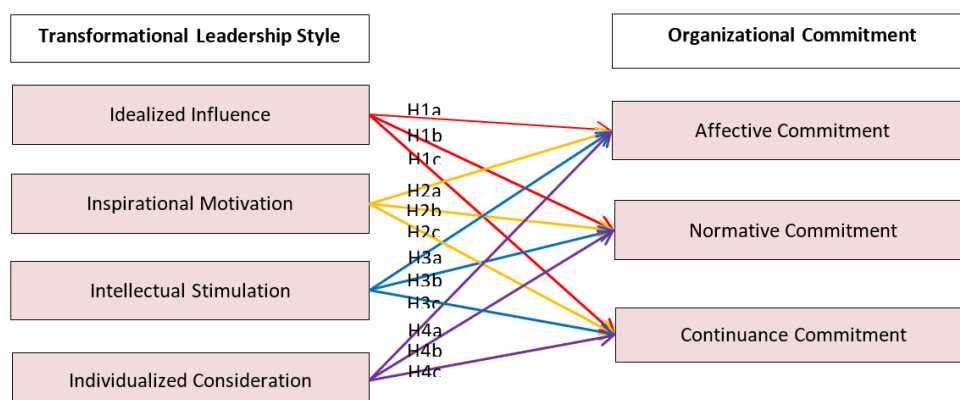 Transformational Leadership Style
Organizational Commitment
Idealized Influence
H1a
H1b
H1c
Affective Commitment
Inspirational Motivation
H2a
H2b
H2c
Normative Commitment
Intellectual Stimulation
H3a
H3b
H3c
Continuance Commitment
Individualized Consideration
H4a
H4b
H4c